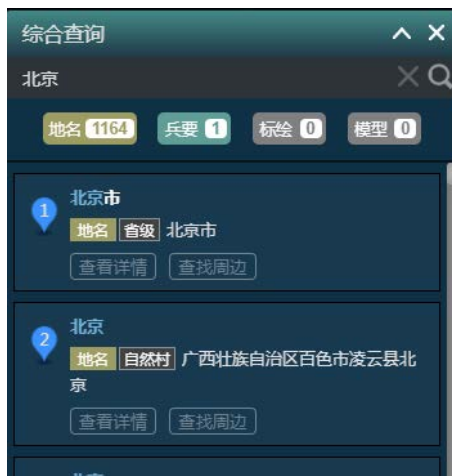 综合查询
北京
地名 1164 兵要 1 标绘 0 模型 0
1
北京市
地名 省级 北京市
查看详情 查找周边
2
北京
地名 自然村 广西壮族自治区百色市凌云县北
京
查看详情 查找周边